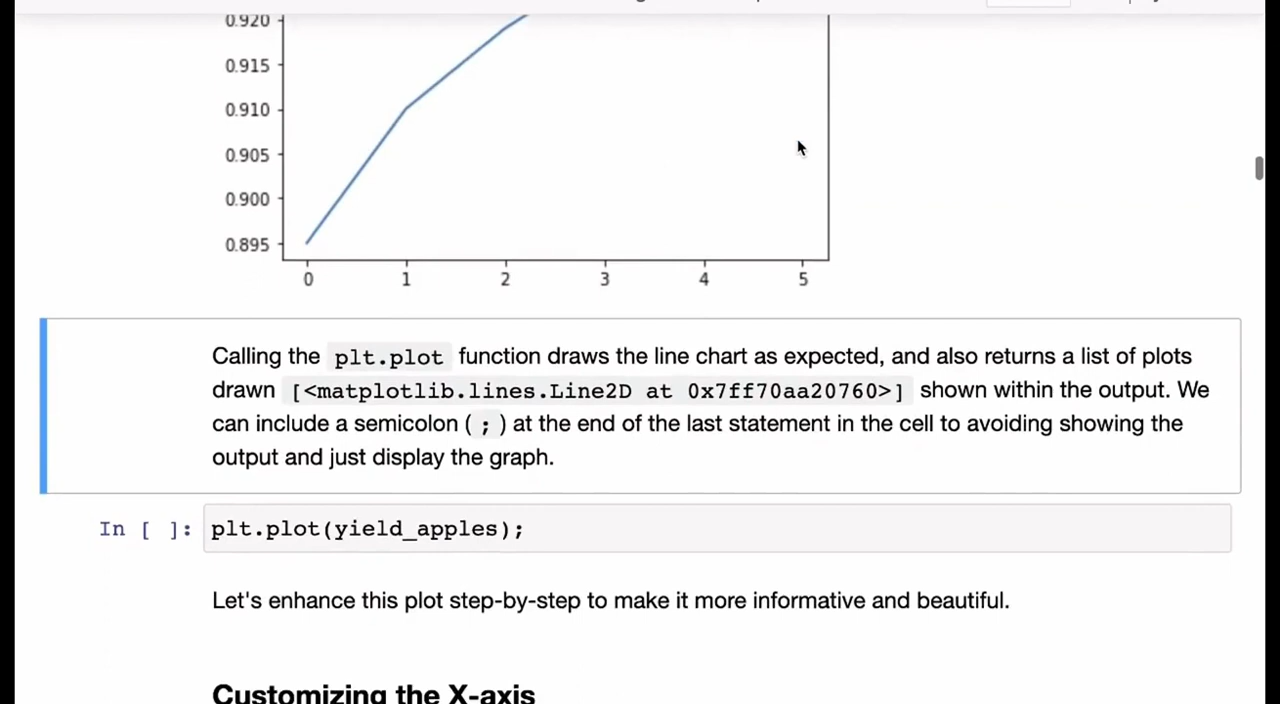 0.920
0.915
0.910
0.905
0.900
0.895
0 1 2 3 4 5
Calling the plt.plot function draws the line chart as expected, and also returns a list of plots
drawn [<matplotlib.lines.Line2D at 0x7ff70aa20760>] shown within the output. We
can include a semicolon ( ; ) at the end of the last statement in the cell to avoiding showing the
output and just display the graph.
In [ ]: plt.plot(yield_apples);
Let's enhance this plot step-by-step to make it more informative and beautiful.
Customizing the X-axis